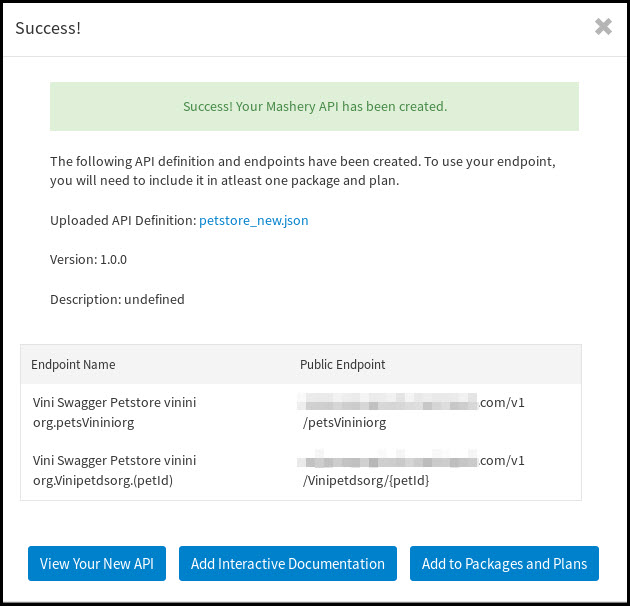 Success!
Success! Your Mashery API has been created.
The following API definition and endpoints have been created. To use your endpoint,
you will need to include it in atleast one package and plan.
Uploaded API Definition: petstore_new.json
Version: 1.0.0
Description: undefined
Endpoint Name Public Endpoint
Vini Swagger Petstore vinini .com/v1
org.petsVininiorg /petsVininiorg
Vini Swagger Petstore vinini .com/v1
org.Vinipetdsorg.(petId) /Vinipetdsorg/{petId}
View Your New API Add Interactive Documentation Add to Packages and Plans